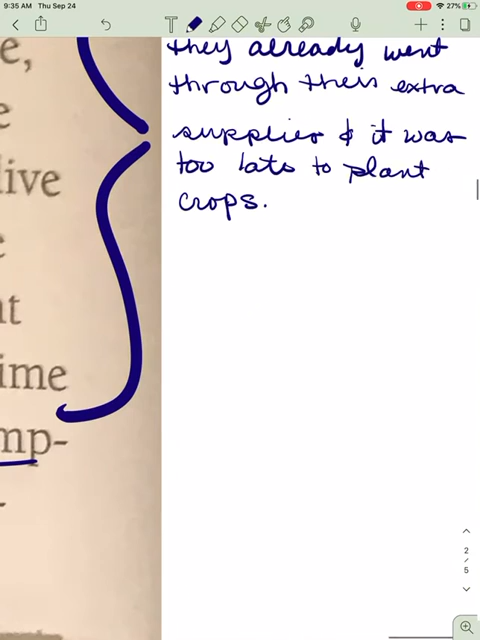 9:35 AM Thu Sep 24
27%
e,
they already went
through their extra
e
supplies & it was
too late to plant
live
crops.
e
nt
ime
mp-
-
2
/
5